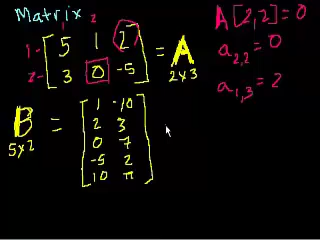 Matrix
1 2
1- [5 1 2] = A
2- [3 0 -5] 2x3
A[2,2]=0
a2,2 = 0
a1,3 = 2
B = [1 -10
5x2 2 3
0 7
-5 2
10 π]